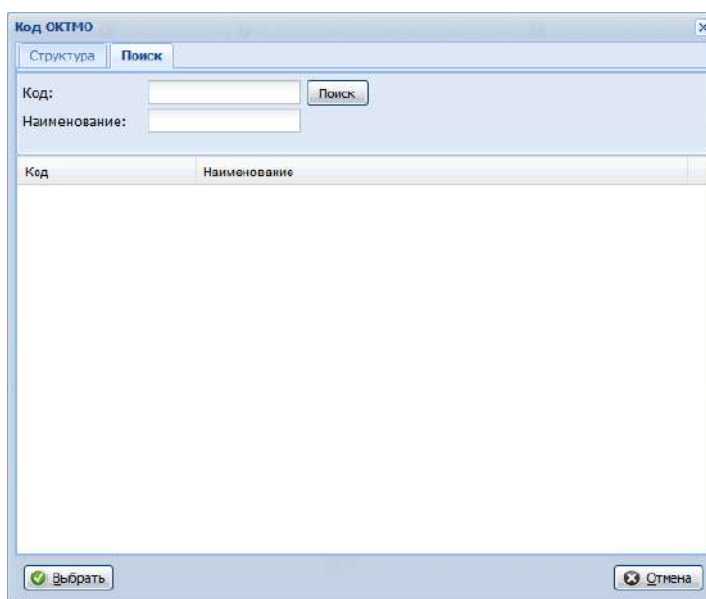 Код ОКТМО
Структура Поиск
Код: Поиск
Наименование:
Код Наименование
Выбрать Отмена